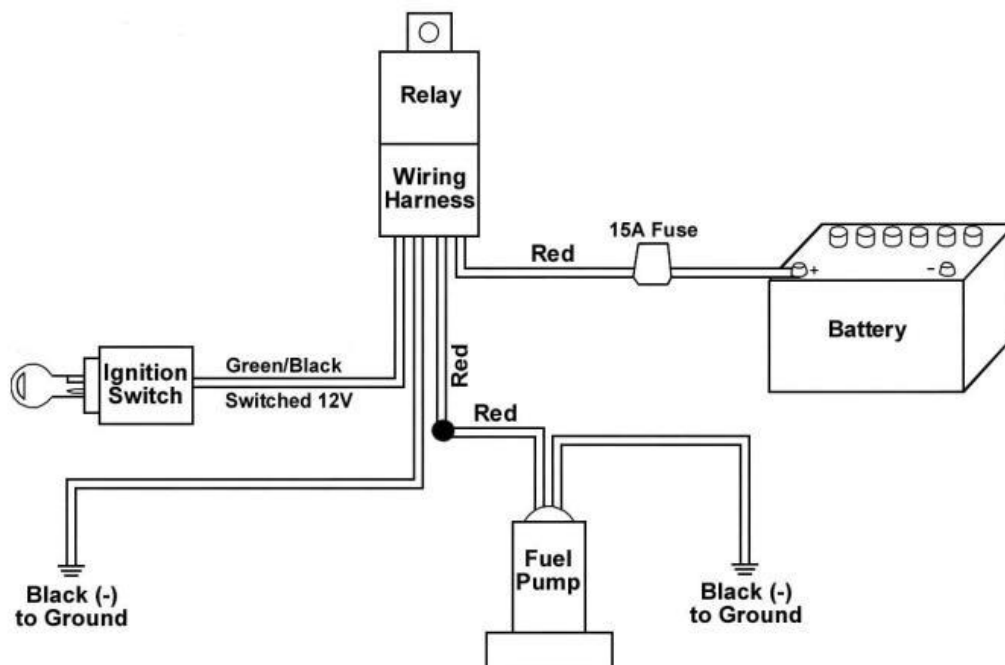 Relay
Wiring
Harness
15A Fuse
Red
+
-
Battery
Ignition
Switch
Green/Black
Switched 12V
Red
Red
Fuel
Pump
Black (-)
to Ground
Black (-)
to Ground